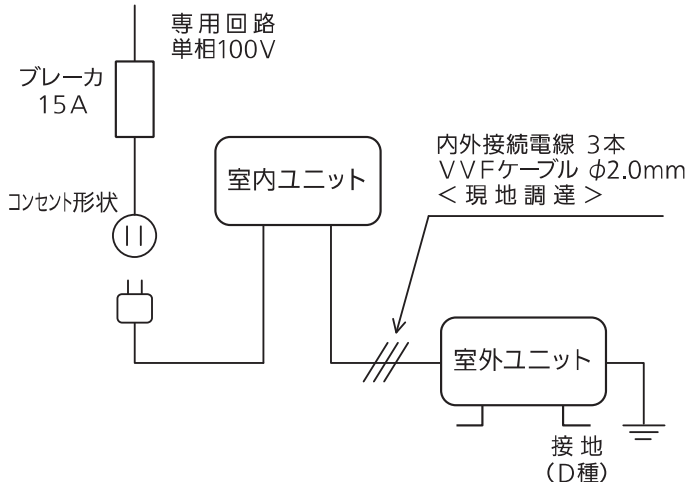 専用回路
単相100V
ブレーカ
15A
コンセント形状
室内ユニット
内外接続電線 3本
VVFケーブル φ2.0mm
<現地調達>
室外ユニット
接地
(D種)